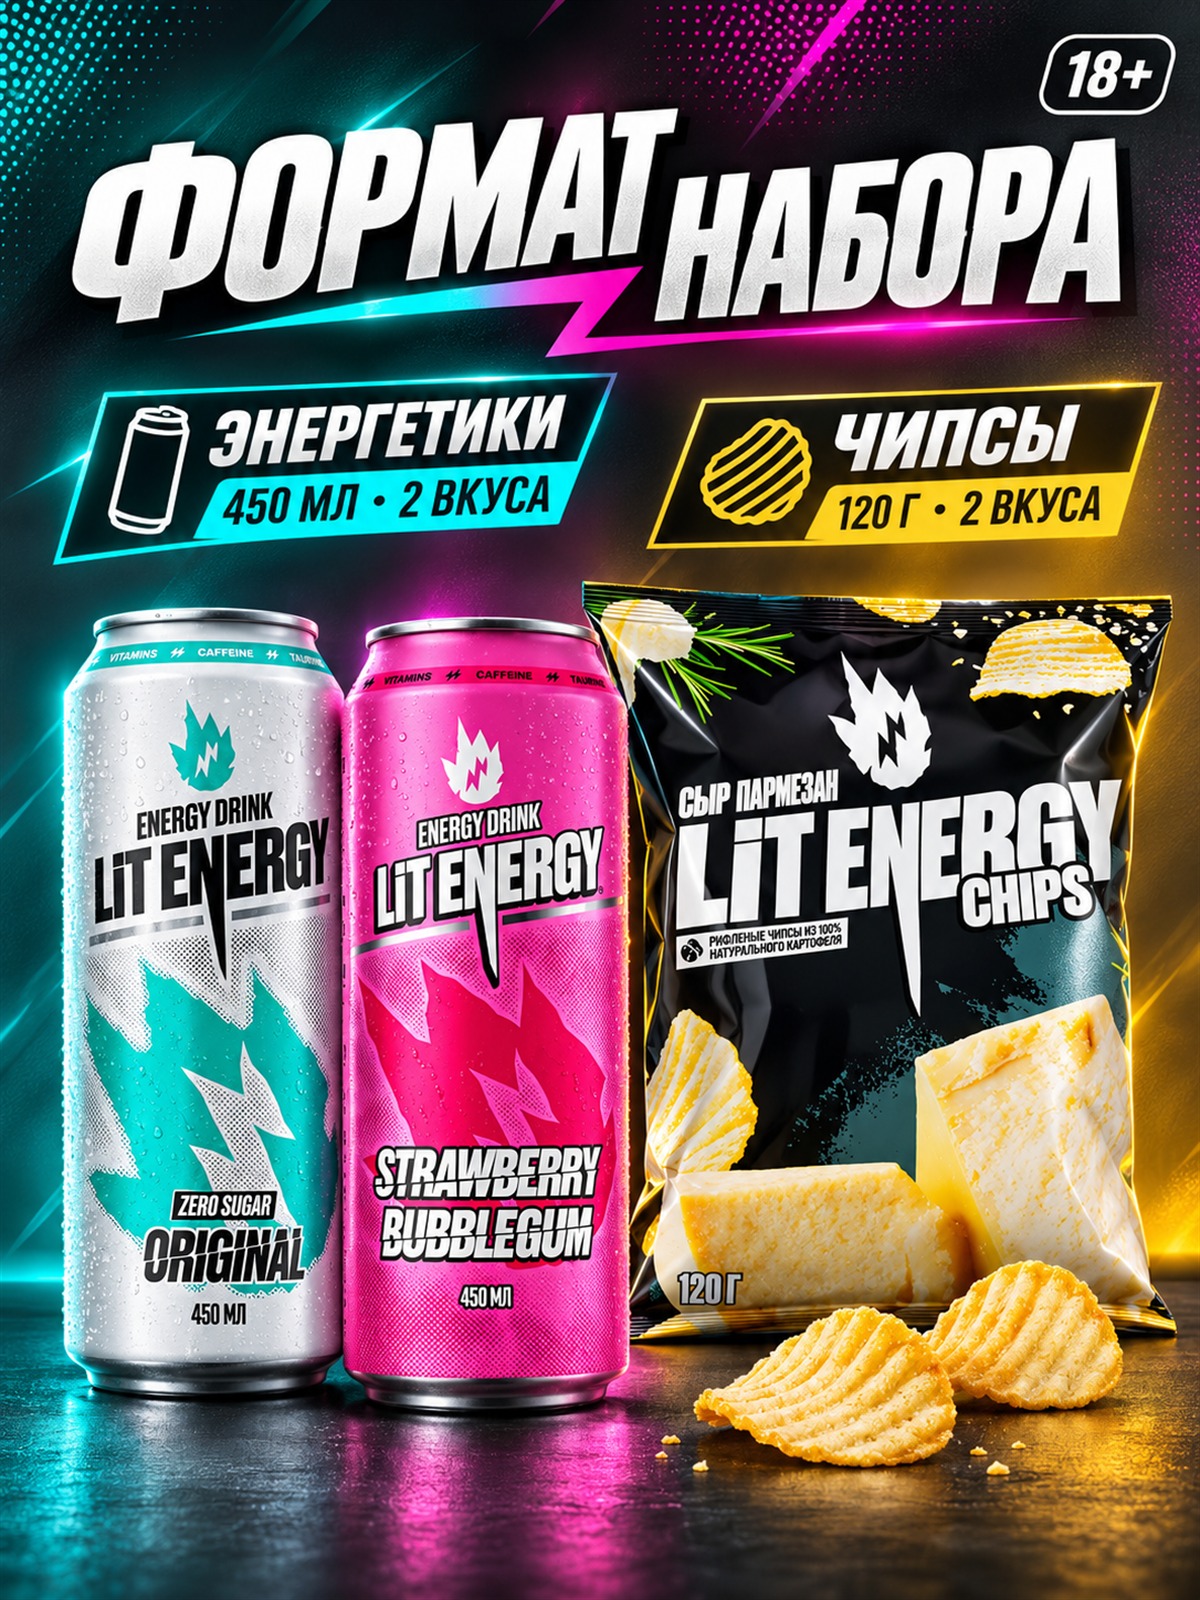 18+
ФОРМАТ НАБОРА
ЭНЕРГЕТИКИ
450 МЛ • 2 ВКУСА
ЧИПСЫ
120 Г • 2 ВКУСА
VITAMINS CAFFEINE TAURINE
ENERGY DRINK
LiT ENERGY
ZERO SUGAR
ORIGINAL
450 МЛ
VITAMINS CAFFEINE TAURINE
ENERGY DRINK
LiT ENERGY
STRAWBERRY
BUBBLEGUM
450 МЛ
СЫР ПАРМЕЗАН
LiT ENERGY
CHIPS
РИФЛЕНЫЕ ЧИПСЫ ИЗ 100%
НАТУРАЛЬНОГО КАРТОФЕЛЯ
120 Г